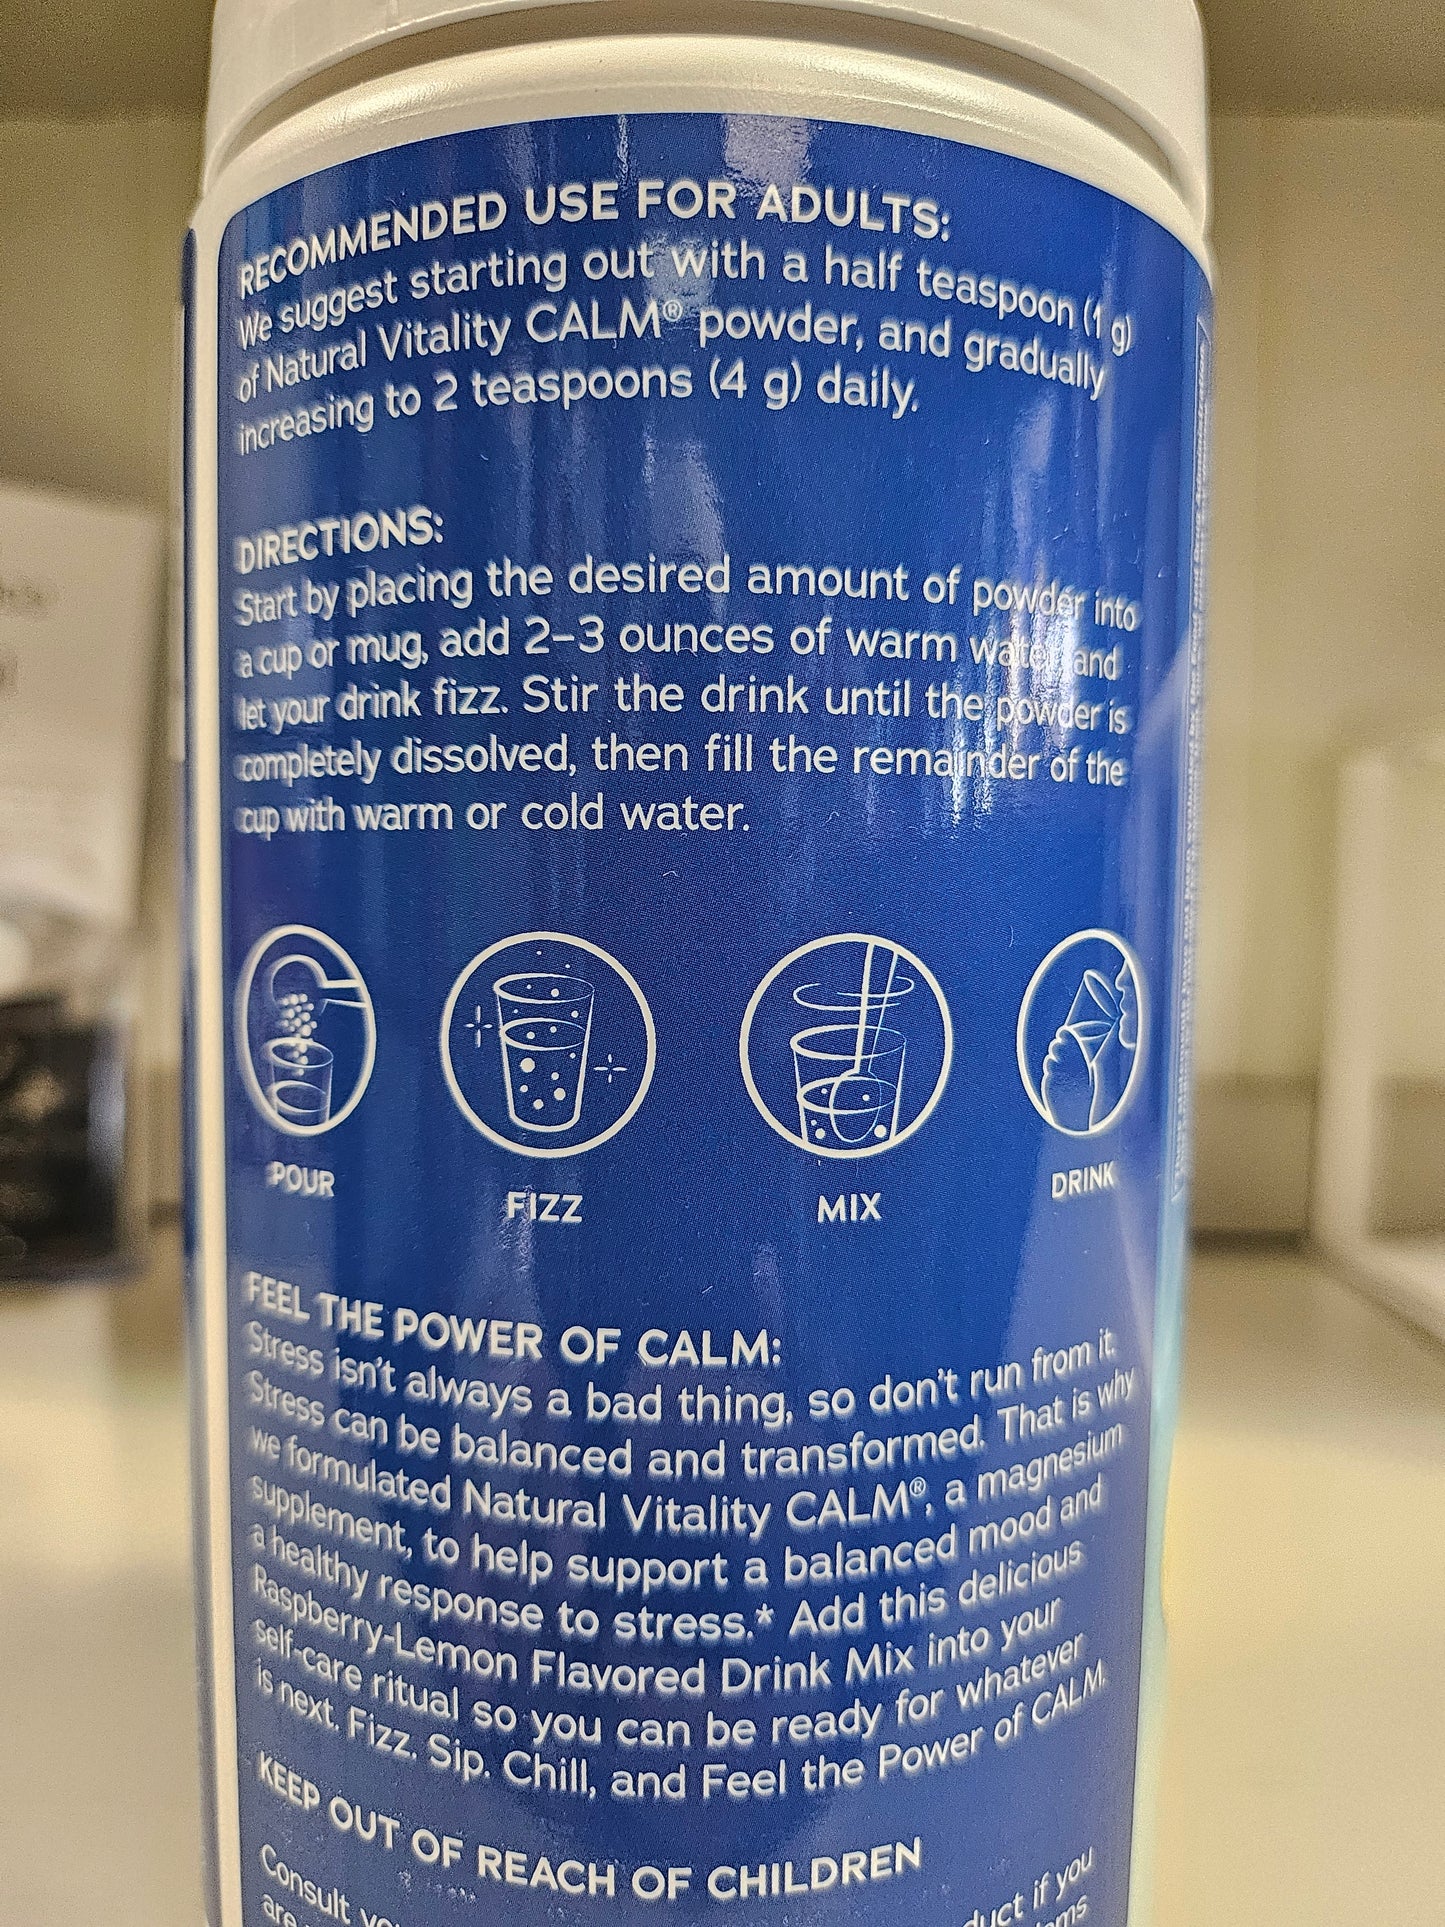 RECOMMENDED USE FOR ADULTS:
We suggest starting out with a half teaspoon (1 g)
of Natural Vitality CALM® powder, and gradually
increasing to 2 teaspoons (4 g) daily.
DIRECTIONS:
Start by placing the desired amount of powder into
a cup or mug, add 2–3 ounces of warm water and
let your drink fizz. Stir the drink until the powder is
completely dissolved, then fill the remainder of the
cup with warm or cold water.
POUR
FIZZ
MIX
DRINK
FEEL THE POWER OF CALM:
Stress isn't always a bad thing, so don't run from it.
Stress can be balanced and transformed. That is why
we formulated Natural Vitality CALM®, a magnesium
supplement, to help support a balanced mood and
a healthy response to stress.* Add this delicious
Raspberry-Lemon Flavored Drink Mix into your
self-care ritual so you can be ready for whatever
is next. Fizz. Sip. Chill, and Feel the Power of CALM.
KEEP OUT OF REACH OF CHILDREN
Consult if you
are